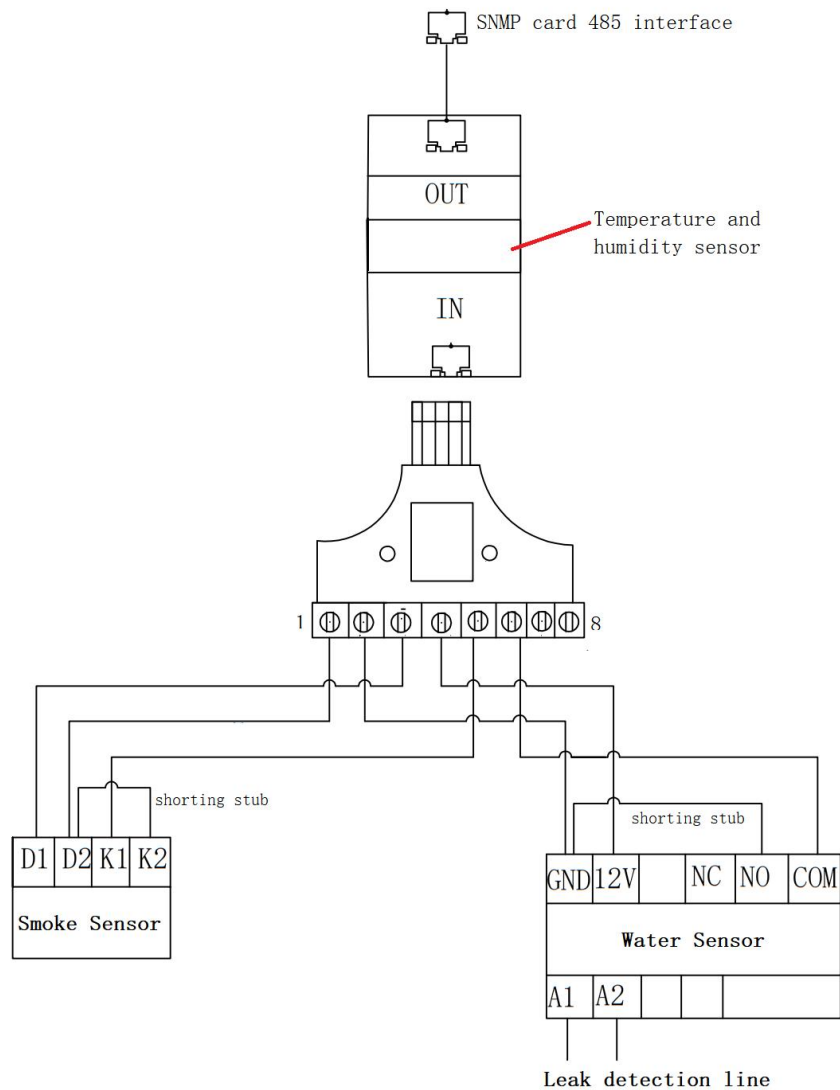 SNMP card 485 interface
OUT
Temperature and
humidity sensor
IN
1
8
shorting stub
D1 D2 K1 K2
Smoke Sensor
shorting stub
GND 12V NC NO COM
Water Sensor
A1 A2
Leak detection line